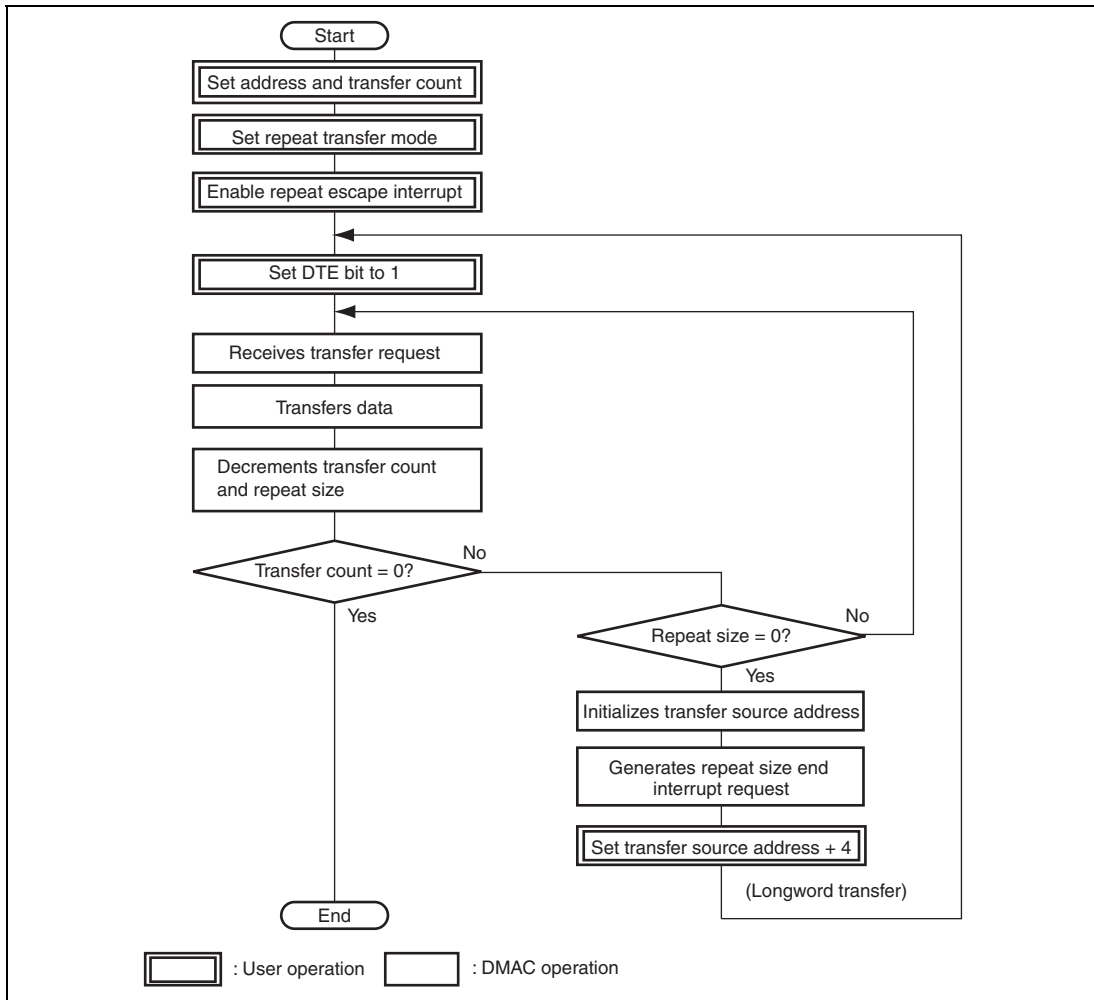 Start
Set address and transfer count
Set repeat transfer mode
Enable repeat escape interrupt
Set DTE bit to 1
Receives transfer request
Transfers data
Decrements transfer count
and repeat size
Transfer count = 0?
No
Yes
Repeat size = 0?
No
Yes
Initializes transfer source address
Generates repeat size end
interrupt request
Set transfer source address + 4
(Longword transfer)
End
: User operation
: DMAC operation